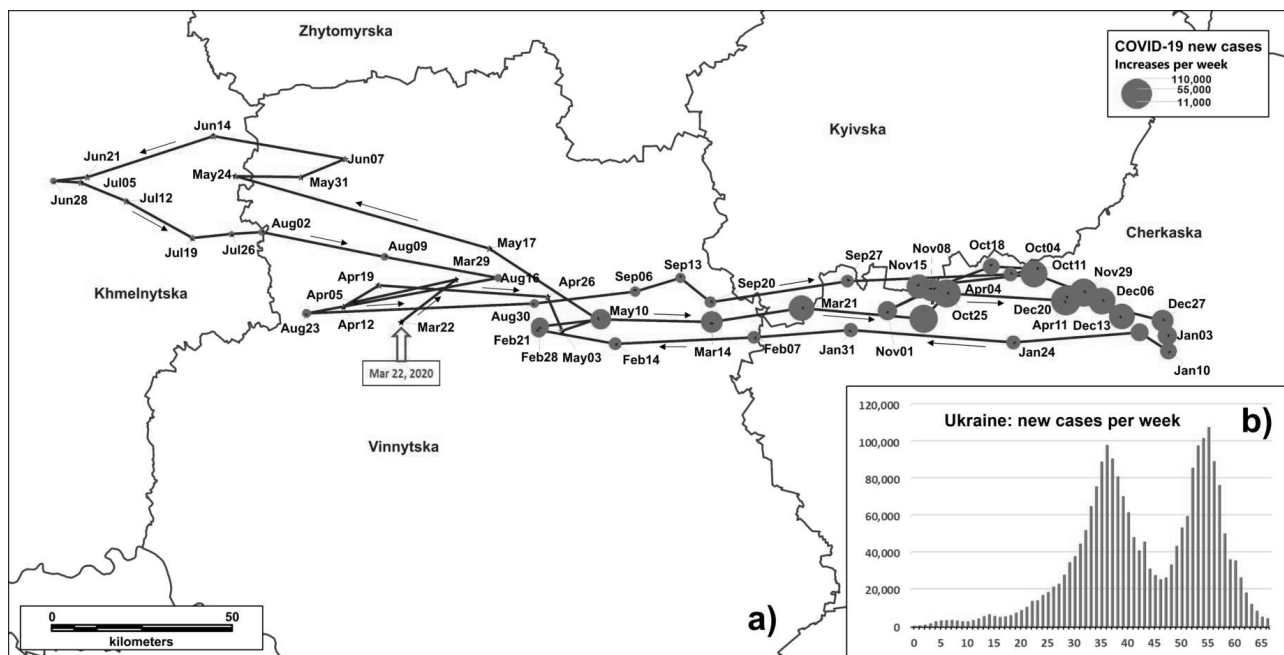 Zhytomyrska
COVID-19 new cases
Increases per week
110,000
55,000
11,000
Kyivska
Jun14
Jun21
Jun07
May24
May31
Jul05
Jun28
Jul12
Jul19
Jul26
Aug02
May17
Aug09
Mar29
Aug16
Apr19
Apr26
Apr05
Sep06
Sep13
Sep20
Sep27
Nov15
Nov08
Oct18
Oct04
Oct11
Cherkaska
Nov29
Dec06
Dec27
Khmelnytska
Aug23
Apr12
Mar22
Aug30
May10
Mar21
Apr04
Oct25
Dec20
Apr11
Dec13
Jan03
Jan10
Feb21
Feb28
May03
Feb14
Mar14
Feb07
Jan31
Nov01
Jan24
Mar 22, 2020
Vinnytska
0 50
kilometers
a)
b)
Ukraine: new cases per week
120,000
100,000
80,000
60,000
40,000
20,000
0
0 5 10 15 20 25 30 35 40 45 50 55 60 65